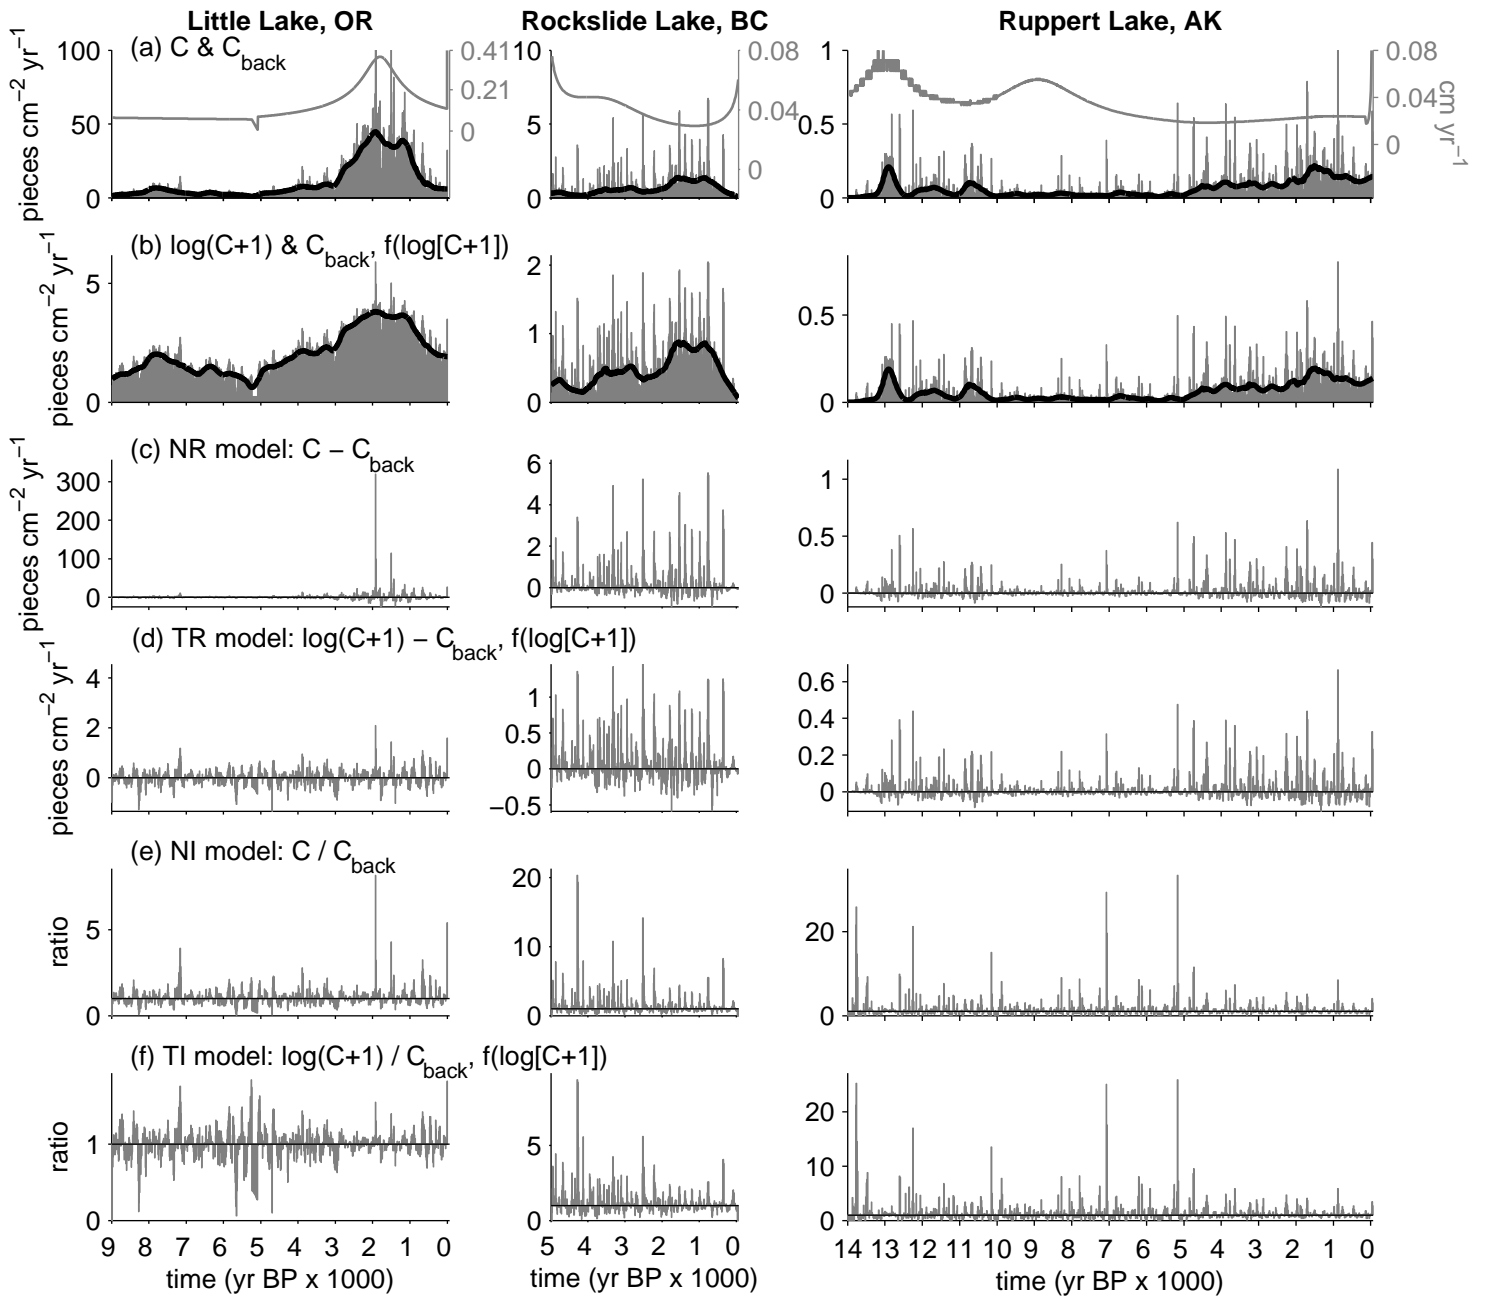 Little Lake, OR Rockslide Lake, BC Ruppert Lake, AK
(a) C & Cback
pieces cm−2 yr−1
100 50 0
0.41 0.21 0
10 5 0
0.08 0.04 0
1 0.5 0
0.08 0.04 0
cm yr−1
(b) log(C+1) & Cback, f(log[C+1])
pieces cm−2 yr−1
5 0
2 1 0
0.5 0
(c) NR model: C − Cback
pieces cm−2 yr−1
300 200 100 0
6 4 2 0
1 0.5 0
(d) TR model: log(C+1) − Cback, f(log[C+1])
pieces cm−2 yr−1
4 2 0
1 0.5 0 −0.5
0.6 0.4 0.2 0
(e) NI model: C / Cback
ratio
5 0
20 10 0
20 0
(f) TI model: log(C+1) / Cback, f(log[C+1])
ratio
1 0
5 0
20 10 0
9 8 7 6 5 4 3 2 1 0 5 4 3 2 1 0 14 13 12 11 10 9 8 7 6 5 4 3 2 1 0
time (yr BP x 1000) time (yr BP x 1000) time (yr BP x 1000)